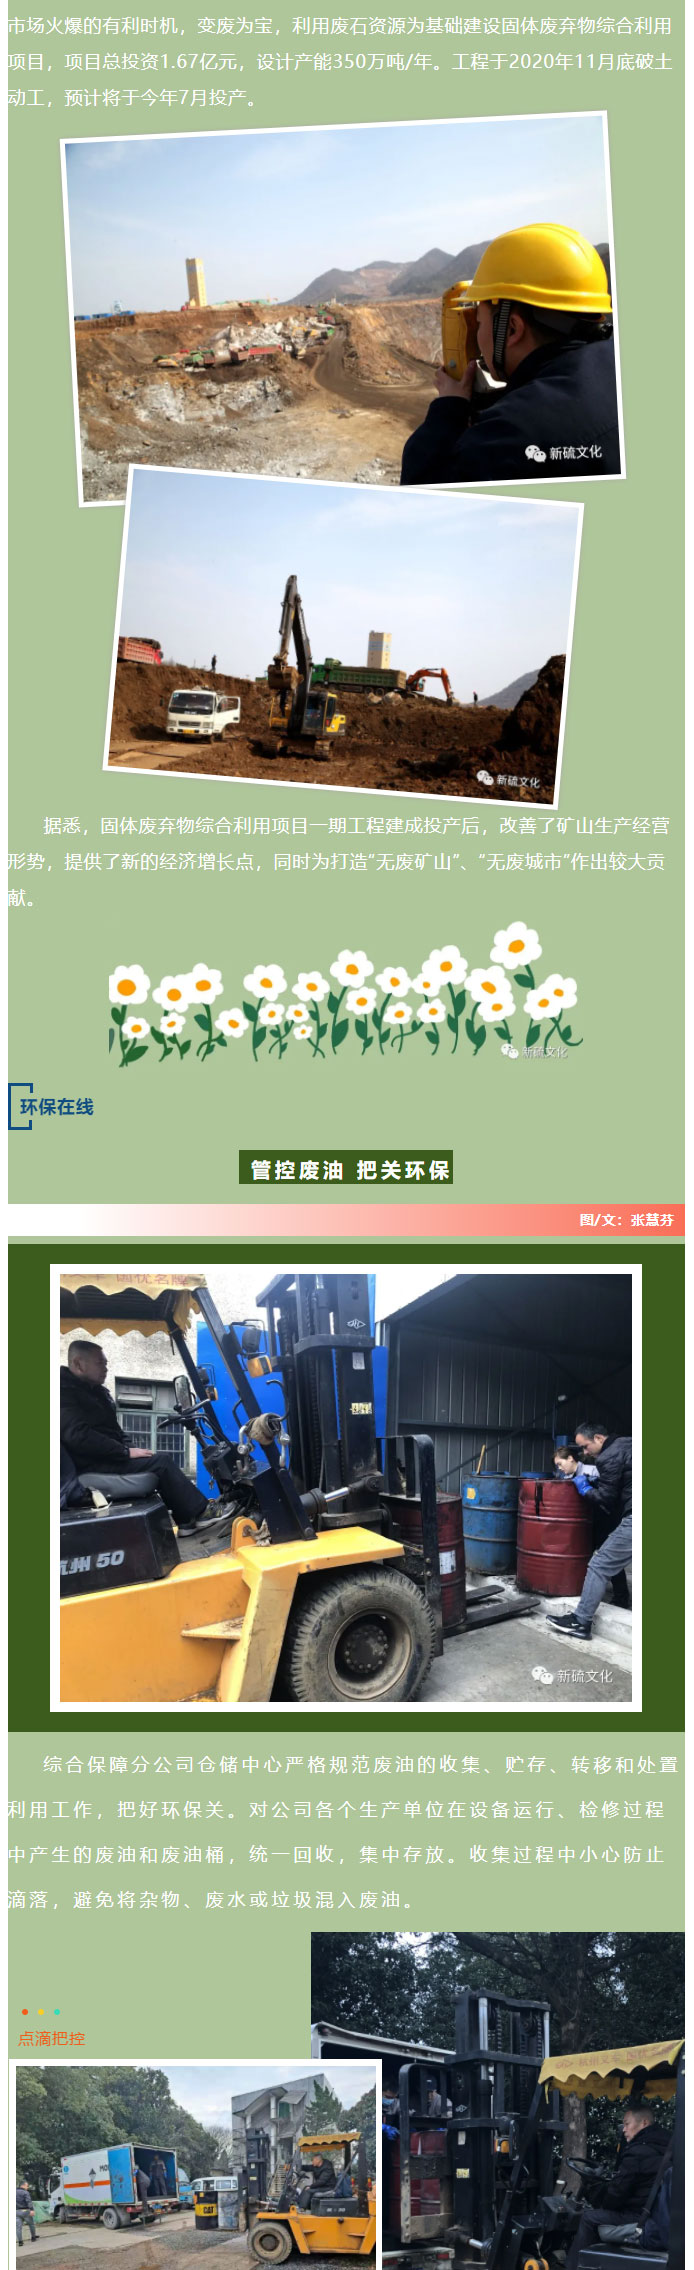 市场火爆的有利时机，变废为宝，利用废石资源为基础建设固体废弃物综合利用
项目，项目总投资1.67亿元，设计产能350万吨/年。工程于2020年11月底破土
动工，预计将于今年7月投产。
新硫文化
新硫文化
据悉，固体废弃物综合利用项目一期工程建成投产后，改善了矿山生产经营
形势，提供了新的经济增长点，同时为打造“无废矿山”、“无废城市”作出较大贡
献。
新硫文化
环保在线
管控废油 把关环保
图/文：张慧芬
杭州 50
新硫文化
综合保障分公司仓储中心严格规范废油的收集、贮存、转移和处置
利用工作，把好环保关。对公司各个生产单位在设备运行、检修过程
中产生的废油和废油桶，统一回收，集中存放。收集过程中小心防止
滴落，避免将杂物、废水或垃圾混入废油。
点滴把控
CAT